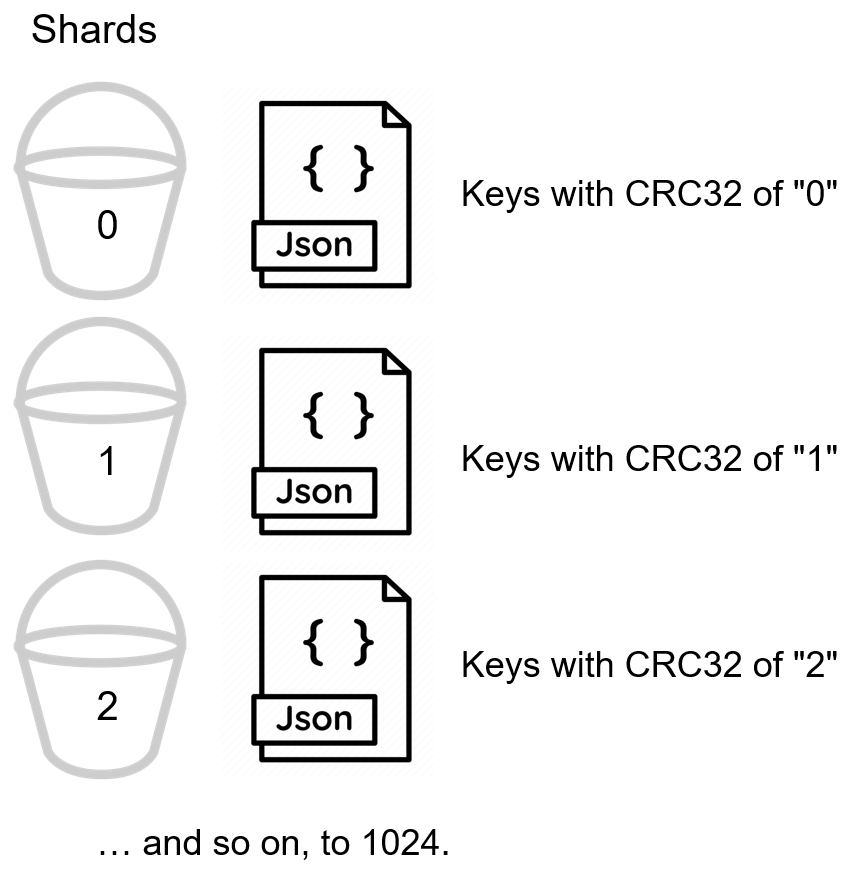 Shards
0
{ }
Json
Keys with CRC32 of "0"
1
{ }
Json
Keys with CRC32 of "1"
2
{ }
Json
Keys with CRC32 of "2"
… and so on, to 1024.